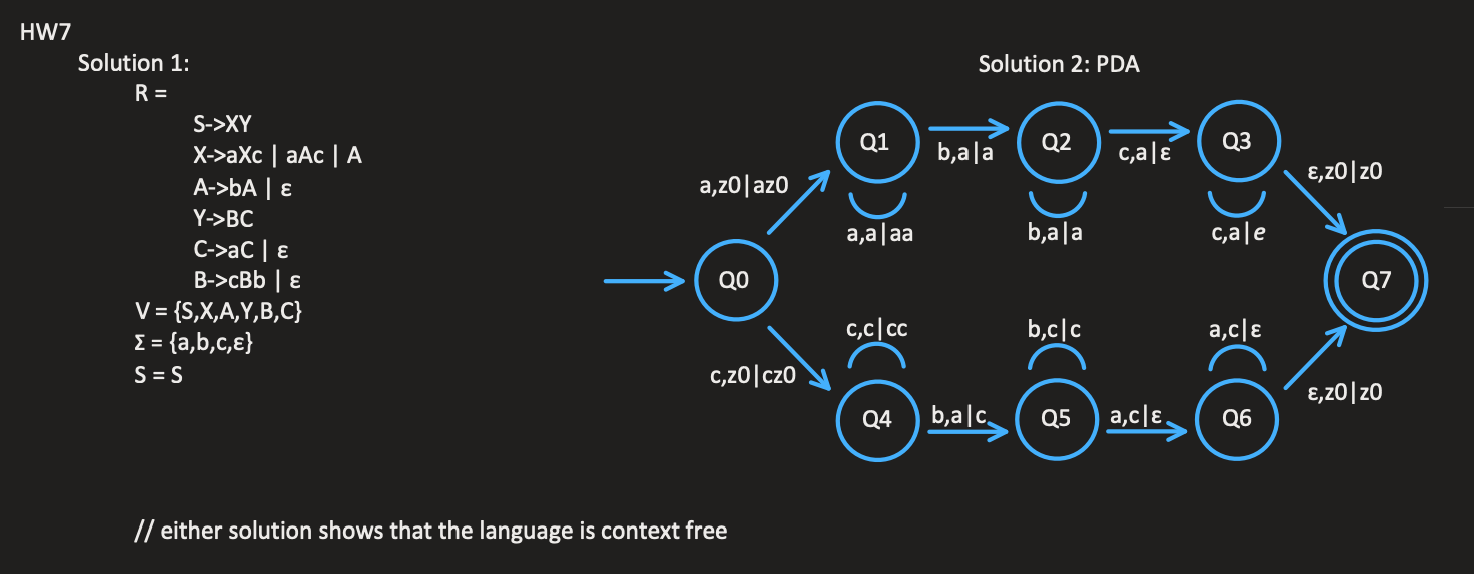 HW7
Solution 1:
R =
S->XY
X->aXc | aAc | A
A->bA | ε
Y->BC
C->aC | ε
B->cBb | ε
V = {S,X,A,Y,B,C}
Σ = {a,b,c,ε}
S = S
// either solution shows that the language is context free
Solution 2: PDA
Q1
Q2
Q3
b,a|a
c,a|ε
a,z0|az0
ε,z0|z0
a,a|aa
b,a|a
c,a|e
Q0
Q7
c,c|cc
b,c|c
a,c|ε
c,z0|cz0
ε,z0|z0
Q4
b,a|c
Q5
a,c|ε
Q6